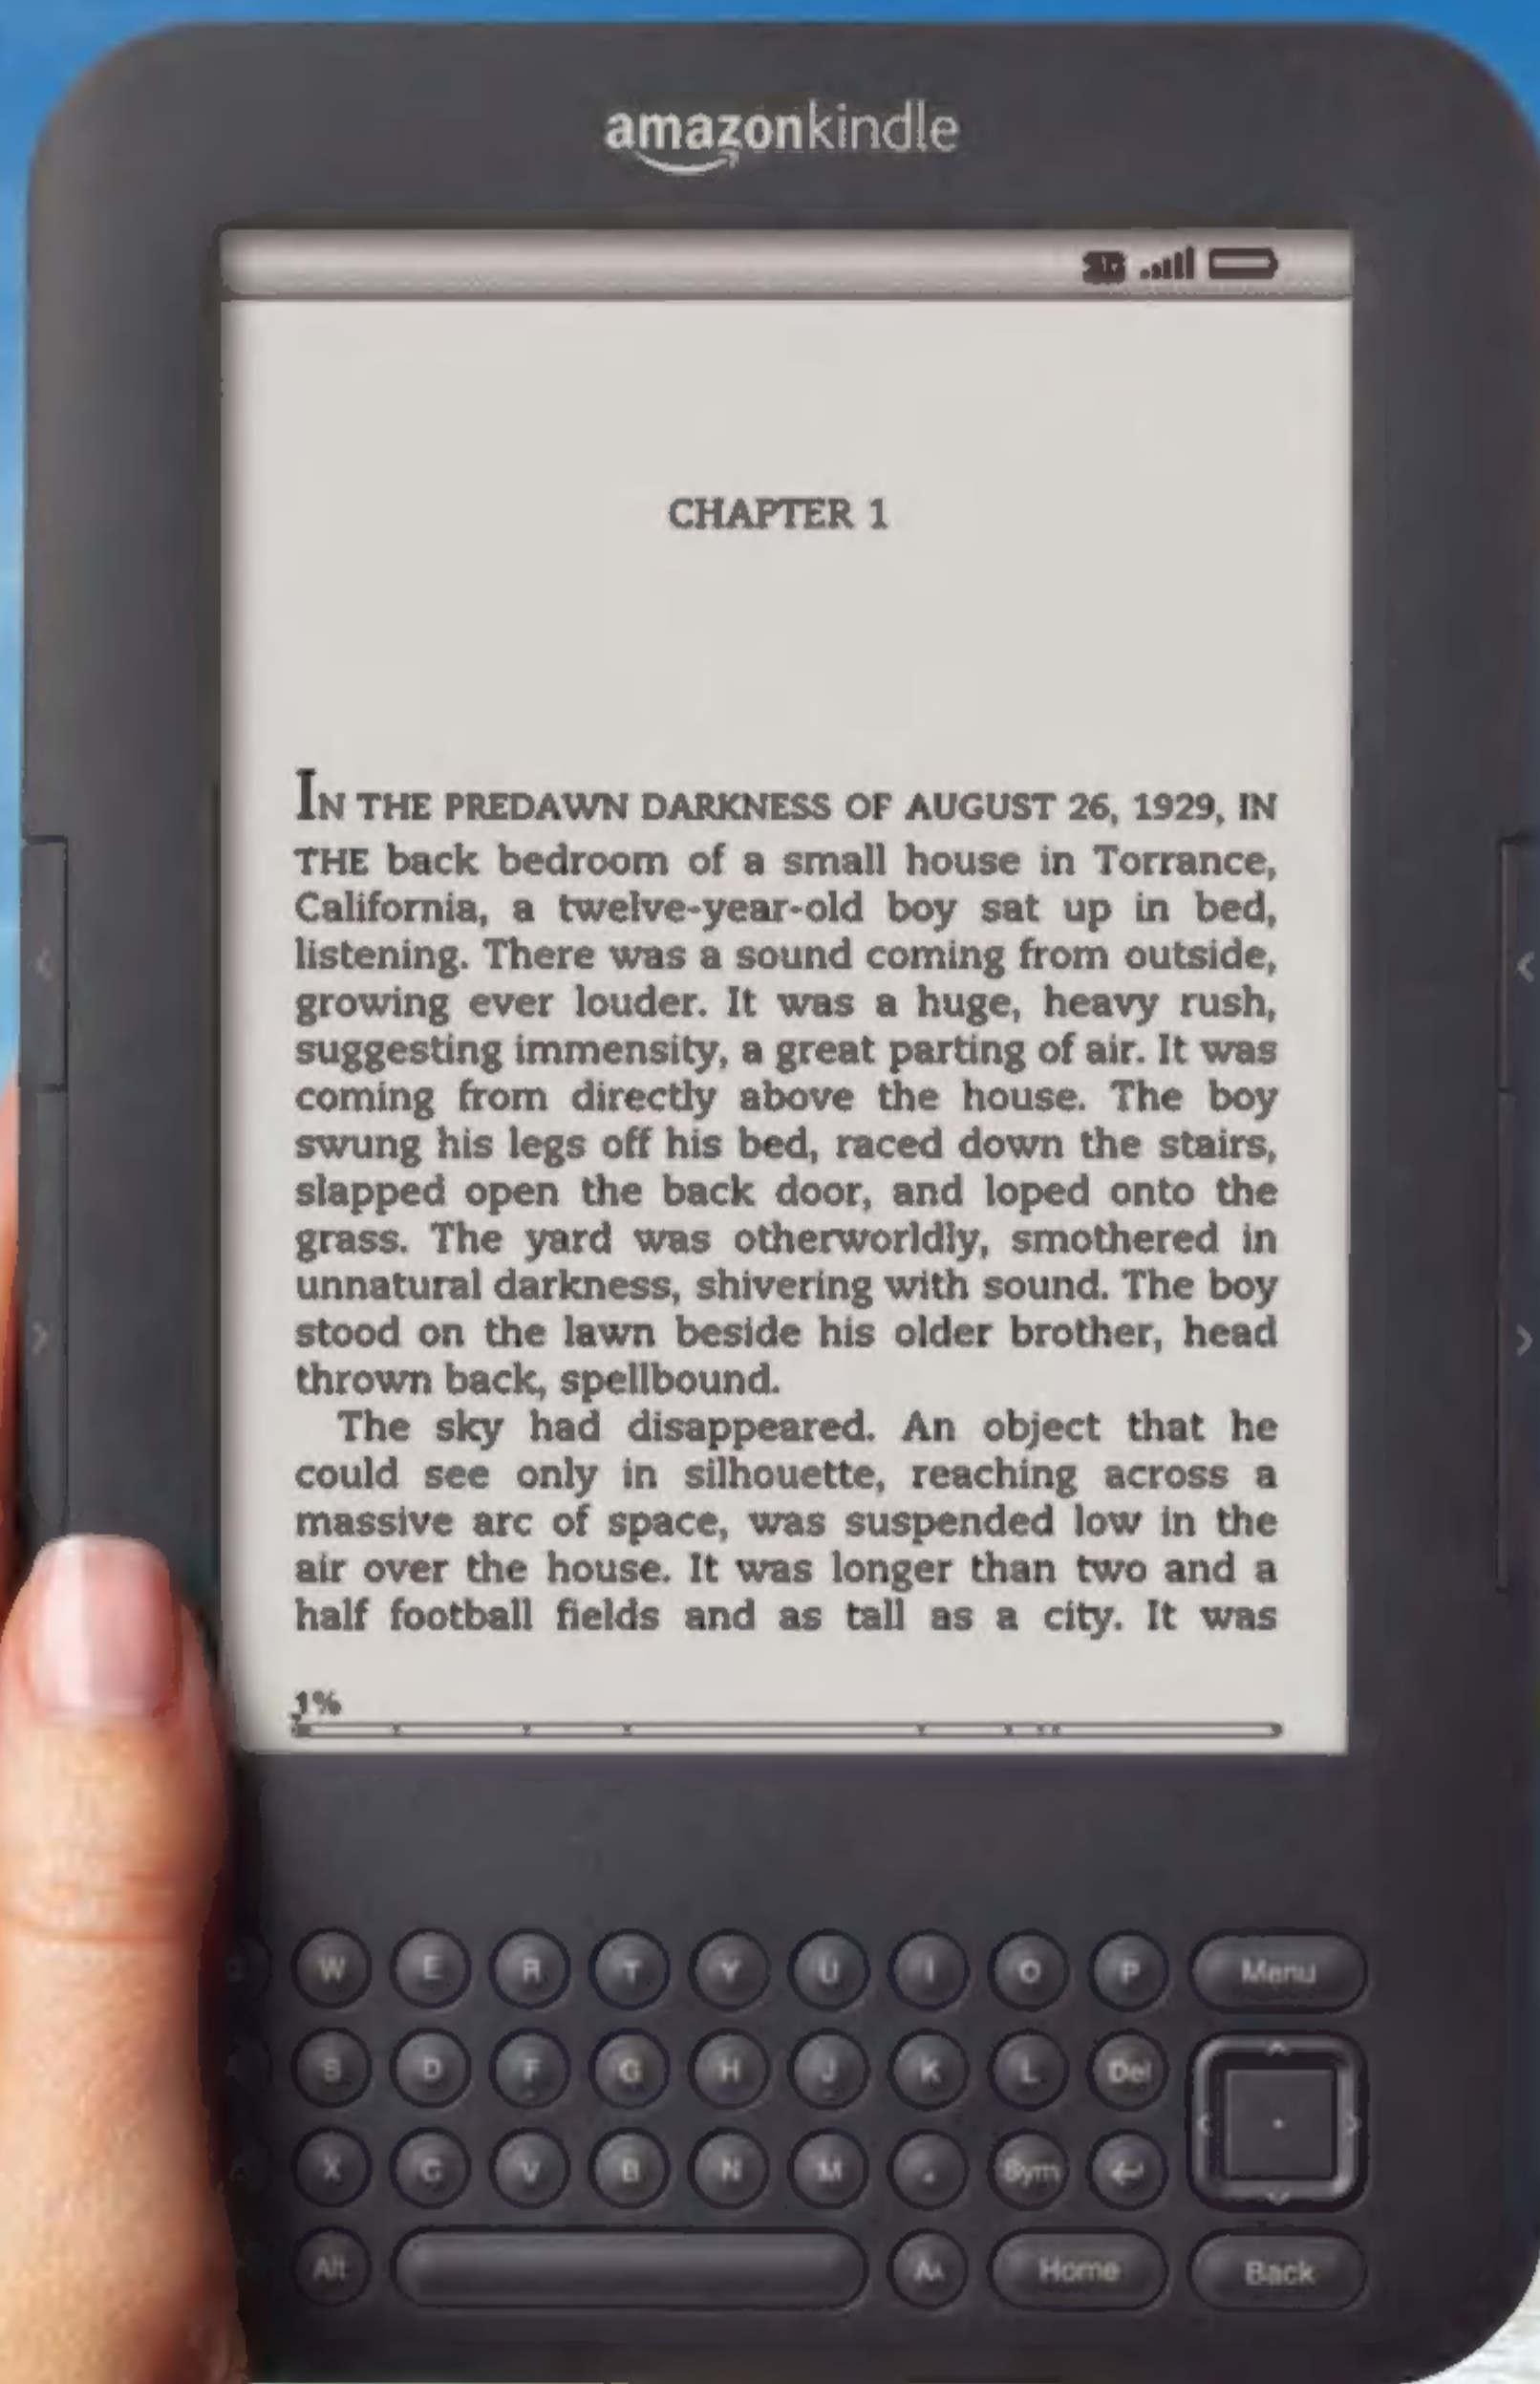 amazonkindle
3G
CHAPTER 1
IN THE PREDAWN DARKNESS OF AUGUST 26, 1929, IN
THE back bedroom of a small house in Torrance,
California, a twelve-year-old boy sat up in bed,
listening. There was a sound coming from outside,
growing ever louder. It was a huge, heavy rush,
suggesting immensity, a great parting of air. It was
coming from directly above the house. The boy
swung his legs off his bed, raced down the stairs,
slapped open the back door, and loped onto the
grass. The yard was otherworldly, smothered in
unnatural darkness, shivering with sound. The boy
stood on the lawn beside his older brother, head
thrown back, spellbound.
The sky had disappeared. An object that he
could see only in silhouette, reaching across a
massive arc of space, was suspended low in the
air over the house. It was longer than two and a
half football fields and as tall as a city. It was
1%
W E R T Y U I O P Menu
S D F G H J K L Del
X C V B N M . Sym
Alt Aa Home Back